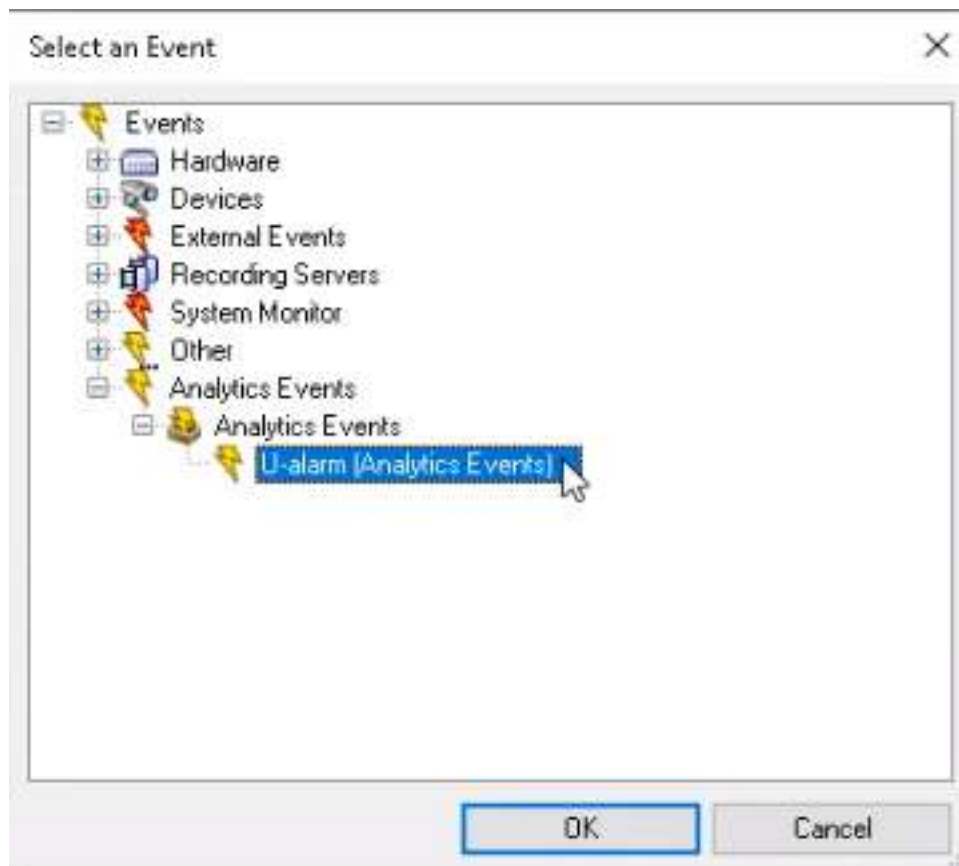 Select an Event
Events
Hardware
Devices
External Events
Recording Servers
System Monitor
Other
Analytics Events
Analytics Events
U-alarm (Analytics Events)
OK
Cancel